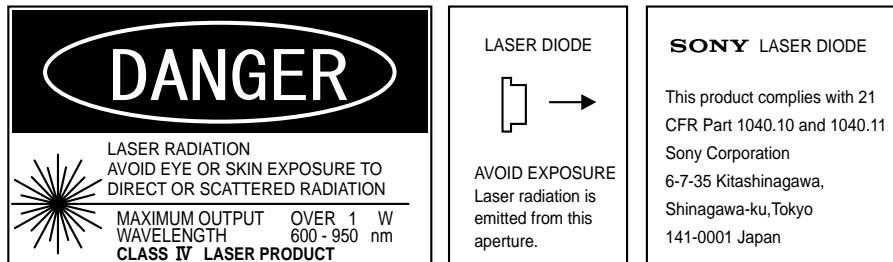 DANGER
LASER RADIATION
AVOID EYE OR SKIN EXPOSURE TO
DIRECT OR SCATTERED RADIATION
MAXIMUM OUTPUT OVER 1 W
WAVELENGTH 600 - 950 nm
CLASS Ⅳ LASER PRODUCT
LASER DIODE
AVOID EXPOSURE
Laser radiation is
emitted from this
aperture.
SONY LASER DIODE
This product complies with 21
CFR Part 1040.10 and 1040.11
Sony Corporation
6-7-35 Kitashinagawa,
Shinagawa-ku,Tokyo
141-0001 Japan